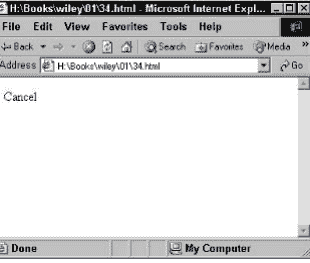 H:\Books\wiley\01\34.html - Microsoft Internet Expl...
File Edit View Favorites Tools Help
Back Search Favorites Media »
Address H:\Books\wiley\01\34.html Go
Cancel
Done My Computer